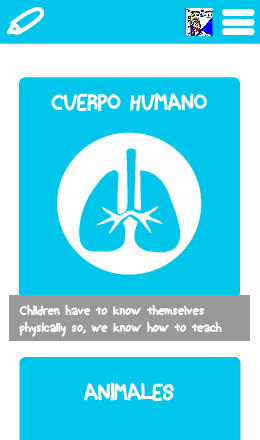 CUERPO HUMANO
Children have to know themselves
physically so, we know how to teach
ANIMALES